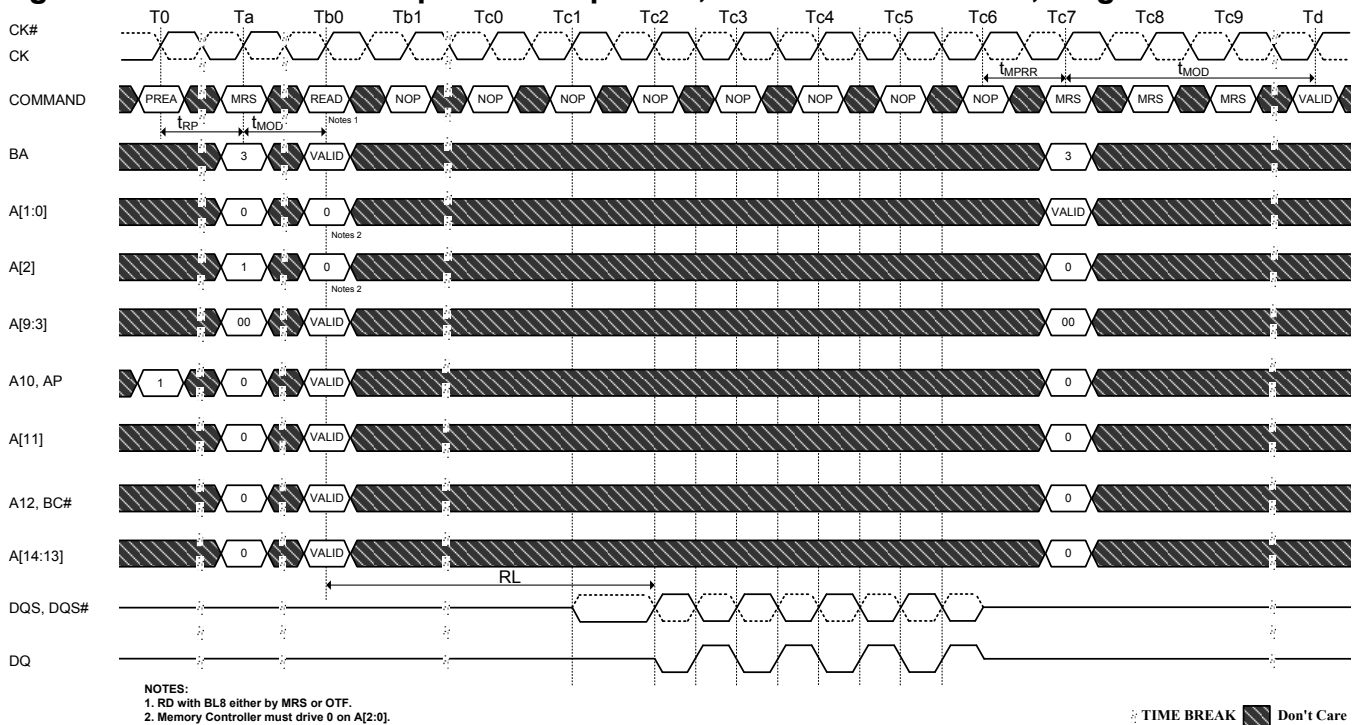 T0 Ta Tb0 Tb1 Tc0 Tc1 Tc2 Tc3 Tc4 Tc5 Tc6 Tc7 Tc8 Tc9 Td
CK#
CK
tMPRR tMOD
COMMAND PREA MRS READ NOP NOP NOP NOP NOP NOP NOP NOP MRS MRS MRS VALID
tRP tMOD Notes 1
BA 3 VALID 3
A[1:0] 0 0 VALID
Notes 2
A[2] 1 0 0
Notes 2
A[9:3] 00 VALID 00
A10, AP 1 0 VALID 0
A[11] 0 VALID 0
A12, BC# 0 VALID 0
A[14:13] 0 VALID 0
RL
DQS, DQS#
DQ
NOTES:
1. RD with BL8 either by MRS or OTF.
2. Memory Controller must drive 0 on A[2:0].
TIME BREAK Don't Care